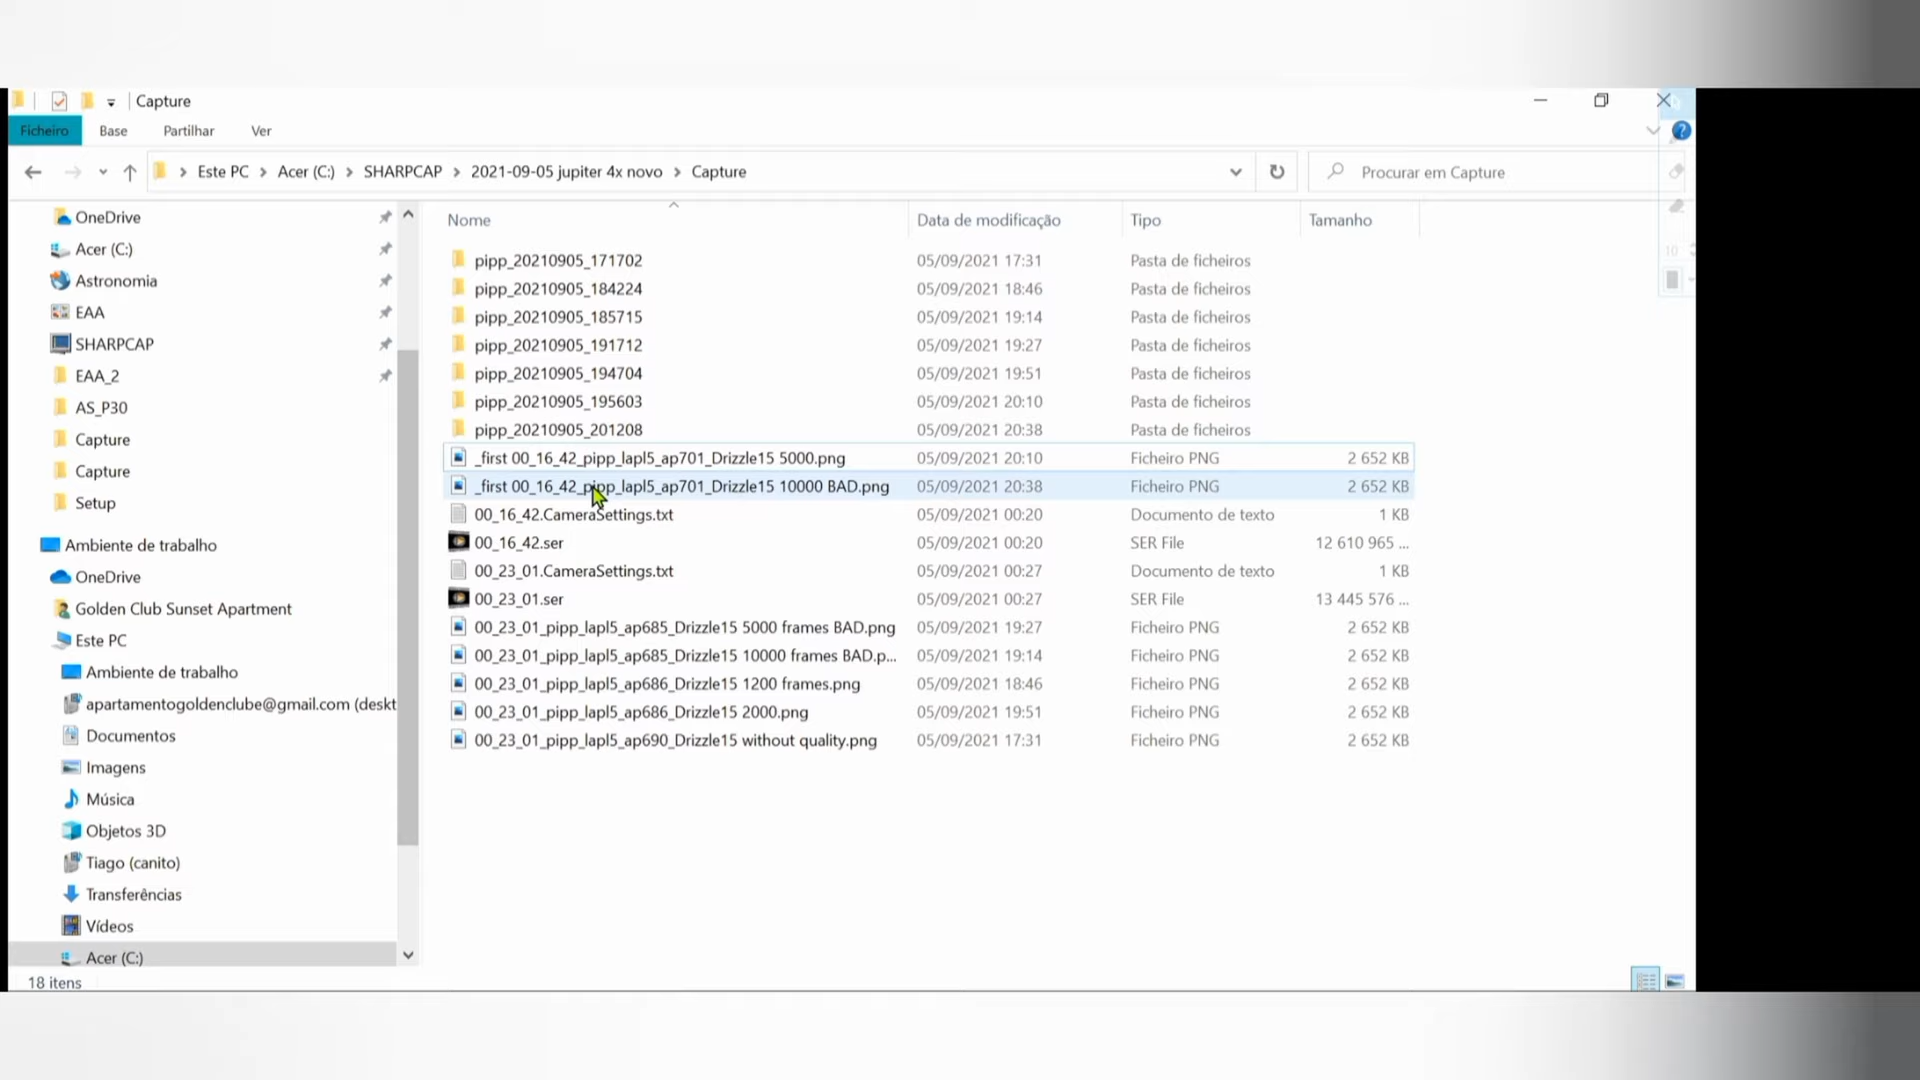 Capture
Ficheiro Base Partilhar Ver
Este PC > Acer (C:) > SHARPCAP > 2021-09-05 jupiter 4x novo > Capture
Procurar em Capture
OneDrive
Acer (C:)
Astronomia
EAA
SHARPCAP
EAA_2
AS_P30
Capture
Capture
Setup
Ambiente de trabalho
OneDrive
Golden Club Sunset Apartment
Este PC
Ambiente de trabalho
apartamentogoldenclube@gmail.com (deskt
Documentos
Imagens
Música
Objetos 3D
Tiago (canito)
Transferências
Vídeos
Acer (C:)
Nome Data de modificação Tipo Tamanho
pipp_20210905_171702 05/09/2021 17:31 Pasta de ficheiros
pipp_20210905_184224 05/09/2021 18:46 Pasta de ficheiros
pipp_20210905_185715 05/09/2021 19:14 Pasta de ficheiros
pipp_20210905_191712 05/09/2021 19:27 Pasta de ficheiros
pipp_20210905_194704 05/09/2021 19:51 Pasta de ficheiros
pipp_20210905_195603 05/09/2021 20:10 Pasta de ficheiros
pipp_20210905_201208 05/09/2021 20:38 Pasta de ficheiros
_first 00_16_42_pipp_lapl5_ap701_Drizzle15 5000.png 05/09/2021 20:10 Ficheiro PNG 2 652 KB
_first 00_16_42_pipp_lapl5_ap701_Drizzle15 10000 BAD.png 05/09/2021 20:38 Ficheiro PNG 2 652 KB
00_16_42.CameraSettings.txt 05/09/2021 00:20 Documento de texto 1 KB
00_16_42.ser 05/09/2021 00:20 SER File 12 610 965 ...
00_23_01.CameraSettings.txt 05/09/2021 00:27 Documento de texto 1 KB
00_23_01.ser 05/09/2021 00:27 SER File 13 445 576 ...
00_23_01_pipp_lapl5_ap685_Drizzle15 5000 frames BAD.png 05/09/2021 19:27 Ficheiro PNG 2 652 KB
00_23_01_pipp_lapl5_ap685_Drizzle15 10000 frames BAD.p... 05/09/2021 19:14 Ficheiro PNG 2 652 KB
00_23_01_pipp_lapl5_ap686_Drizzle15 1200 frames.png 05/09/2021 18:46 Ficheiro PNG 2 652 KB
00_23_01_pipp_lapl5_ap686_Drizzle15 2000.png 05/09/2021 19:51 Ficheiro PNG 2 652 KB
00_23_01_pipp_lapl5_ap690_Drizzle15 without quality.png 05/09/2021 17:31 Ficheiro PNG 2 652 KB
10
18 itens